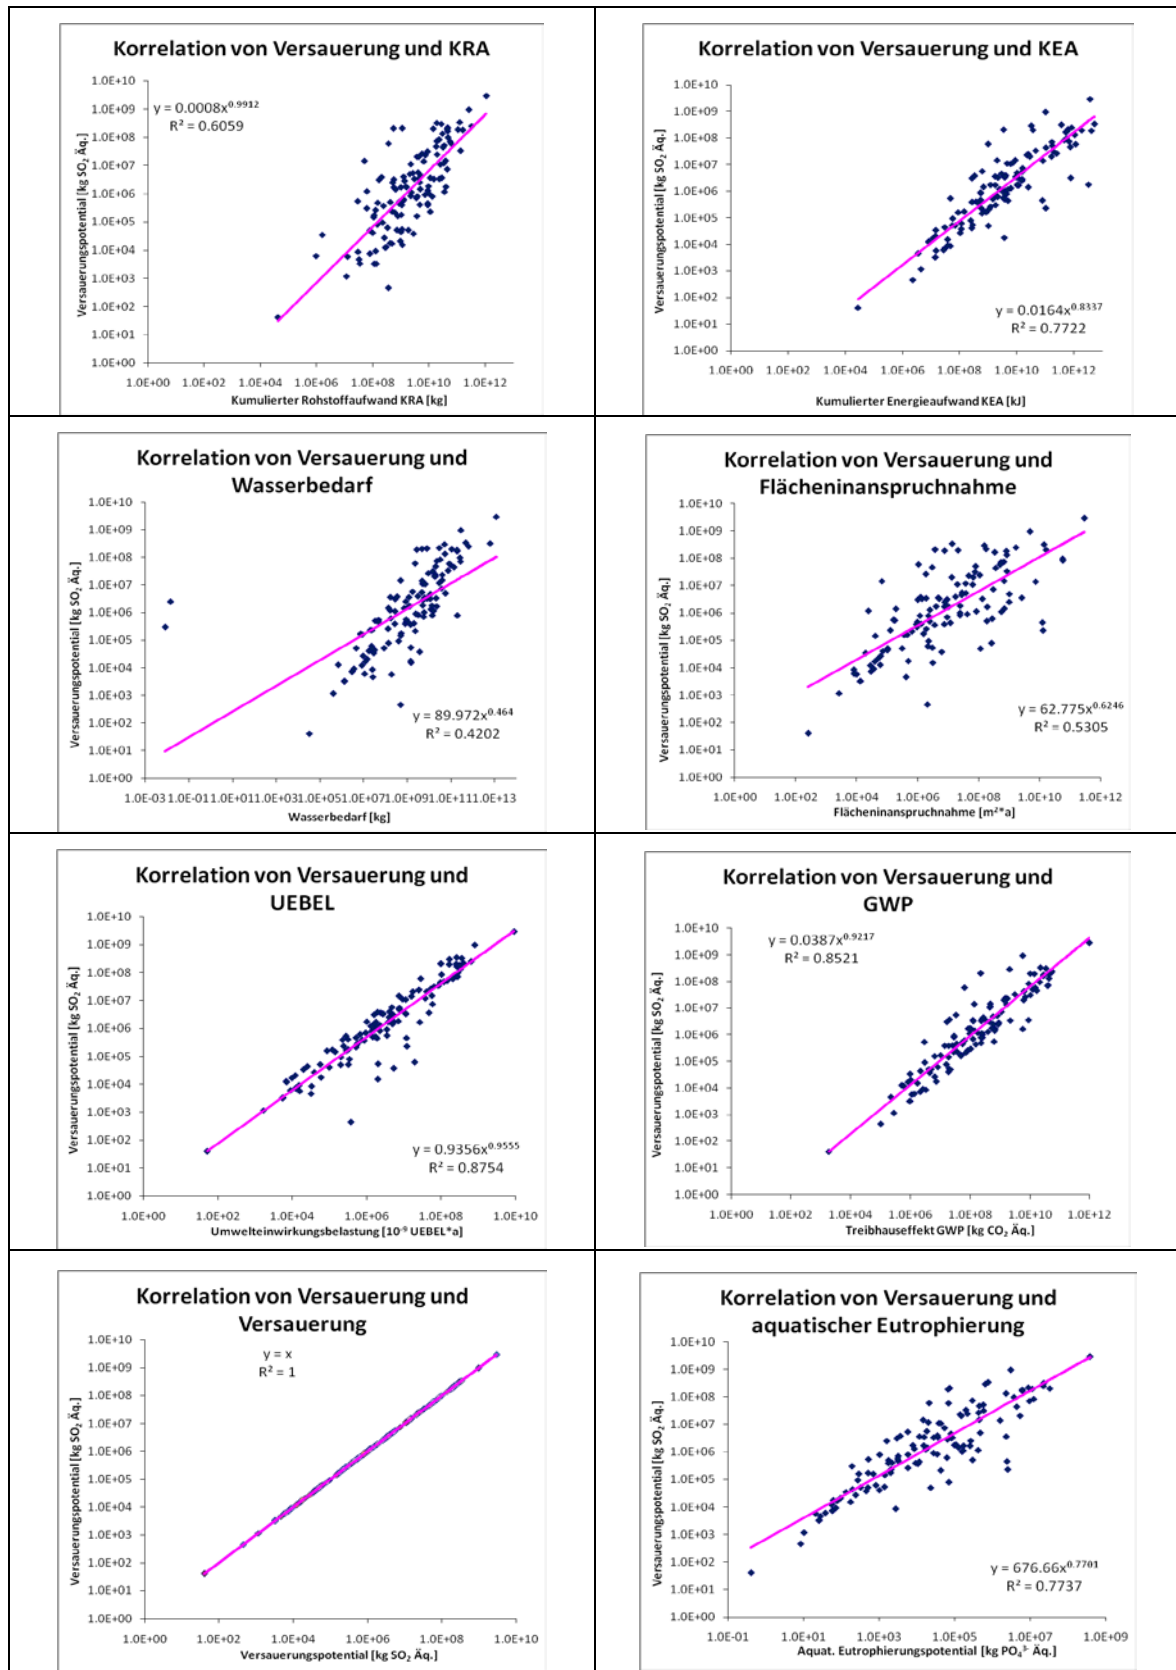 Korrelation von Versauerung und KRA
1.0E+10
1.0E+09
1.0E+08
1.0E+07
1.0E+06
1.0E+05
1.0E+04
1.0E+03
1.0E+02
1.0E+01
1.0E+00
Versauerungspotential [kg SO₂ Äq.]
y = 0.0008x^0.9912
R² = 0.6059
1.0E+00 1.0E+02 1.0E+04 1.0E+06 1.0E+08 1.0E+10 1.0E+12
Kumulierter Rohstoffaufwand KRA [kg]
Korrelation von Versauerung und KEA
1.0E+10
1.0E+09
1.0E+08
1.0E+07
1.0E+06
1.0E+05
1.0E+04
1.0E+03
1.0E+02
1.0E+01
1.0E+00
Versauerungspotential [kg SO₂ Äq.]
y = 0.0164x^0.8337
R² = 0.7722
1.0E+00 1.0E+02 1.0E+04 1.0E+06 1.0E+08 1.0E+10 1.0E+12
Kumulierter Energieaufwand KEA [kJ]
Korrelation von Versauerung und
Wasserbedarf
1.0E+10
1.0E+09
1.0E+08
1.0E+07
1.0E+06
1.0E+05
1.0E+04
1.0E+03
1.0E+02
1.0E+01
1.0E+00
Versauerungspotential [kg SO₂ Äq.]
y = 89.972x^0.464
R² = 0.4202
1.0E-03 1.0E-01 1.0E+01 1.0E+03 1.0E+05 1.0E+07 1.0E+09 1.0E+11 1.0E+13
Wasserbedarf [kg]
Korrelation von Versauerung und
Flächeninanspruchnahme
1.0E+10
1.0E+09
1.0E+08
1.0E+07
1.0E+06
1.0E+05
1.0E+04
1.0E+03
1.0E+02
1.0E+01
1.0E+00
Versauerungspotential [kg SO₂ Äq.]
y = 62.775x^0.6246
R² = 0.5305
1.0E+00 1.0E+02 1.0E+04 1.0E+06 1.0E+08 1.0E+10 1.0E+12
Flächeninanspruchnahme [m²*a]
Korrelation von Versauerung und
UEBEL
1.0E+10
1.0E+09
1.0E+08
1.0E+07
1.0E+06
1.0E+05
1.0E+04
1.0E+03
1.0E+02
1.0E+01
1.0E+00
Versauerungspotential [kg SO₂ Äq.]
y = 0.9356x^0.9555
R² = 0.8754
1.0E+00 1.0E+02 1.0E+04 1.0E+06 1.0E+08 1.0E+10
Umwelteinwirkungsbelastung [10⁻⁹ UEBEL*a]
Korrelation von Versauerung und
GWP
1.0E+10
1.0E+09
1.0E+08
1.0E+07
1.0E+06
1.0E+05
1.0E+04
1.0E+03
1.0E+02
1.0E+01
1.0E+00
Versauerungspotential [kg SO₂ Äq.]
y = 0.0387x^0.9217
R² = 0.8521
1.0E+00 1.0E+02 1.0E+04 1.0E+06 1.0E+08 1.0E+10 1.0E+12
Treibhauseffekt GWP [kg CO₂ Äq.]
Korrelation von Versauerung und
Versauerung
1.0E+10
1.0E+09
1.0E+08
1.0E+07
1.0E+06
1.0E+05
1.0E+04
1.0E+03
1.0E+02
1.0E+01
1.0E+00
Versauerungspotential [kg SO₂ Äq.]
y = x
R² = 1
1.0E+00 1.0E+02 1.0E+04 1.0E+06 1.0E+08 1.0E+10
Versauerungspotential [kg SO₂ Äq.]
Korrelation von Versauerung und
aquatischer Eutrophierung
1.0E+10
1.0E+09
1.0E+08
1.0E+07
1.0E+06
1.0E+05
1.0E+04
1.0E+03
1.0E+02
1.0E+01
1.0E+00
Versauerungspotential [kg SO₂ Äq.]
y = 676.66x^0.7701
R² = 0.7737
1.0E-01 1.0E+01 1.0E+03 1.0E+05 1.0E+07 1.0E+09
Aquat. Eutrophierungspotential [kg PO₄³⁻ Äq.]